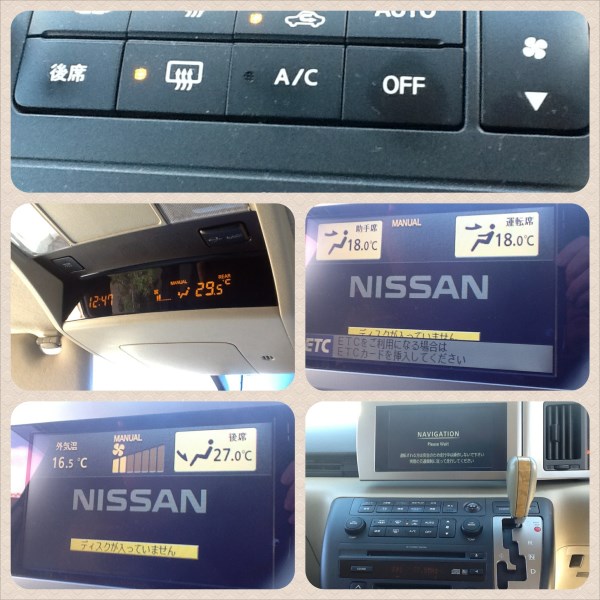 AUTO
後席
A/C
OFF
12:47
MANUAL
REAR
29.5℃
助手席
MANUAL
運転席
18.0℃
18.0℃
NISSAN
ディスクが入っていません
ETC
ETCをご利用になる場合は
ETCカードを挿入してください
外気温
MANUAL
後席
16.5℃
27.0℃
NISSAN
ディスクが入っていません
NAVIGATION
Please Wait
AUTO
A/C
OFF
R
N
D